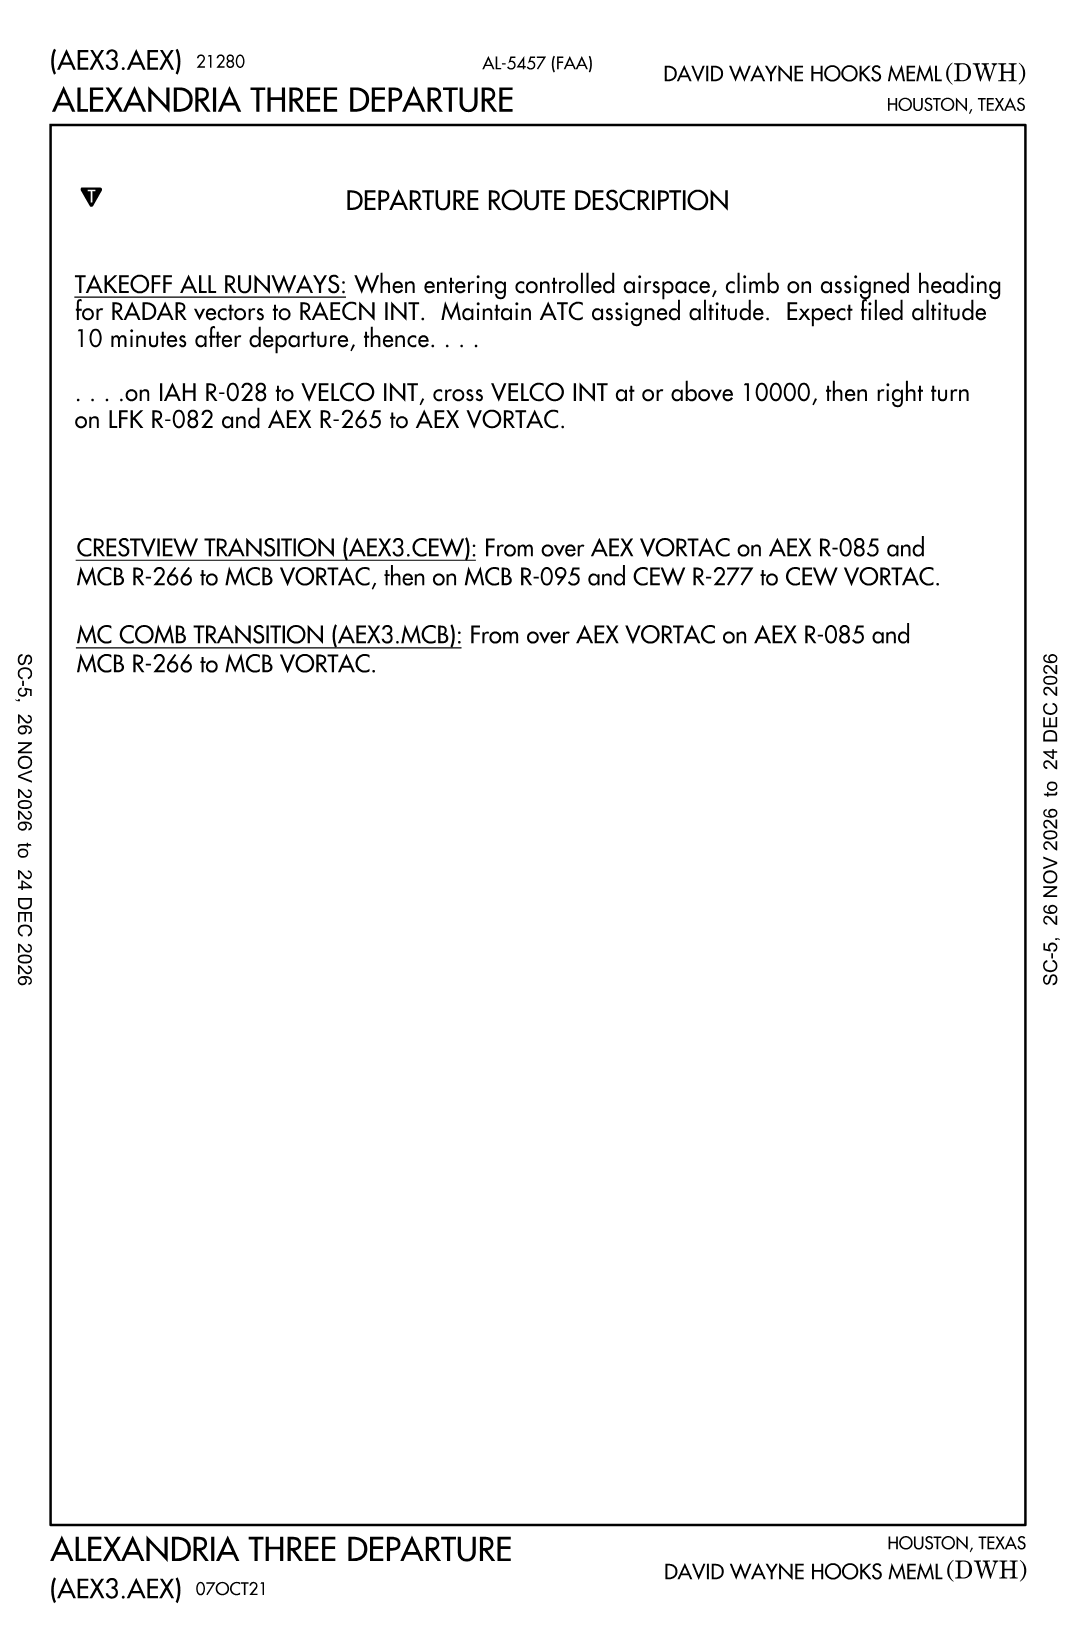 (AEX3.AEX) 21280
AL-5457 (FAA)
DAVID WAYNE HOOKS MEML (DWH)
ALEXANDRIA THREE DEPARTURE
HOUSTON, TEXAS
T
DEPARTURE ROUTE DESCRIPTION
TAKEOFF ALL RUNWAYS: When entering controlled airspace, climb on assigned heading
for RADAR vectors to RAECN INT.  Maintain ATC assigned altitude.  Expect filed altitude
10 minutes after departure, thence. . . .
. . . .on IAH R-028 to VELCO INT, cross VELCO INT at or above 10000, then right turn
on LFK R-082 and AEX R-265 to AEX VORTAC.
CRESTVIEW TRANSITION (AEX3.CEW): From over AEX VORTAC on AEX R-085 and
MCB R-266 to MCB VORTAC, then on MCB R-095 and CEW R-277 to CEW VORTAC.
MC COMB TRANSITION (AEX3.MCB): From over AEX VORTAC on AEX R-085 and
MCB R-266 to MCB VORTAC.
SC-5, 26 NOV 2026 to 24 DEC 2026
SC-5, 26 NOV 2026 to 24 DEC 2026
ALEXANDRIA THREE DEPARTURE
HOUSTON, TEXAS
(AEX3.AEX) 07OCT21
DAVID WAYNE HOOKS MEML (DWH)